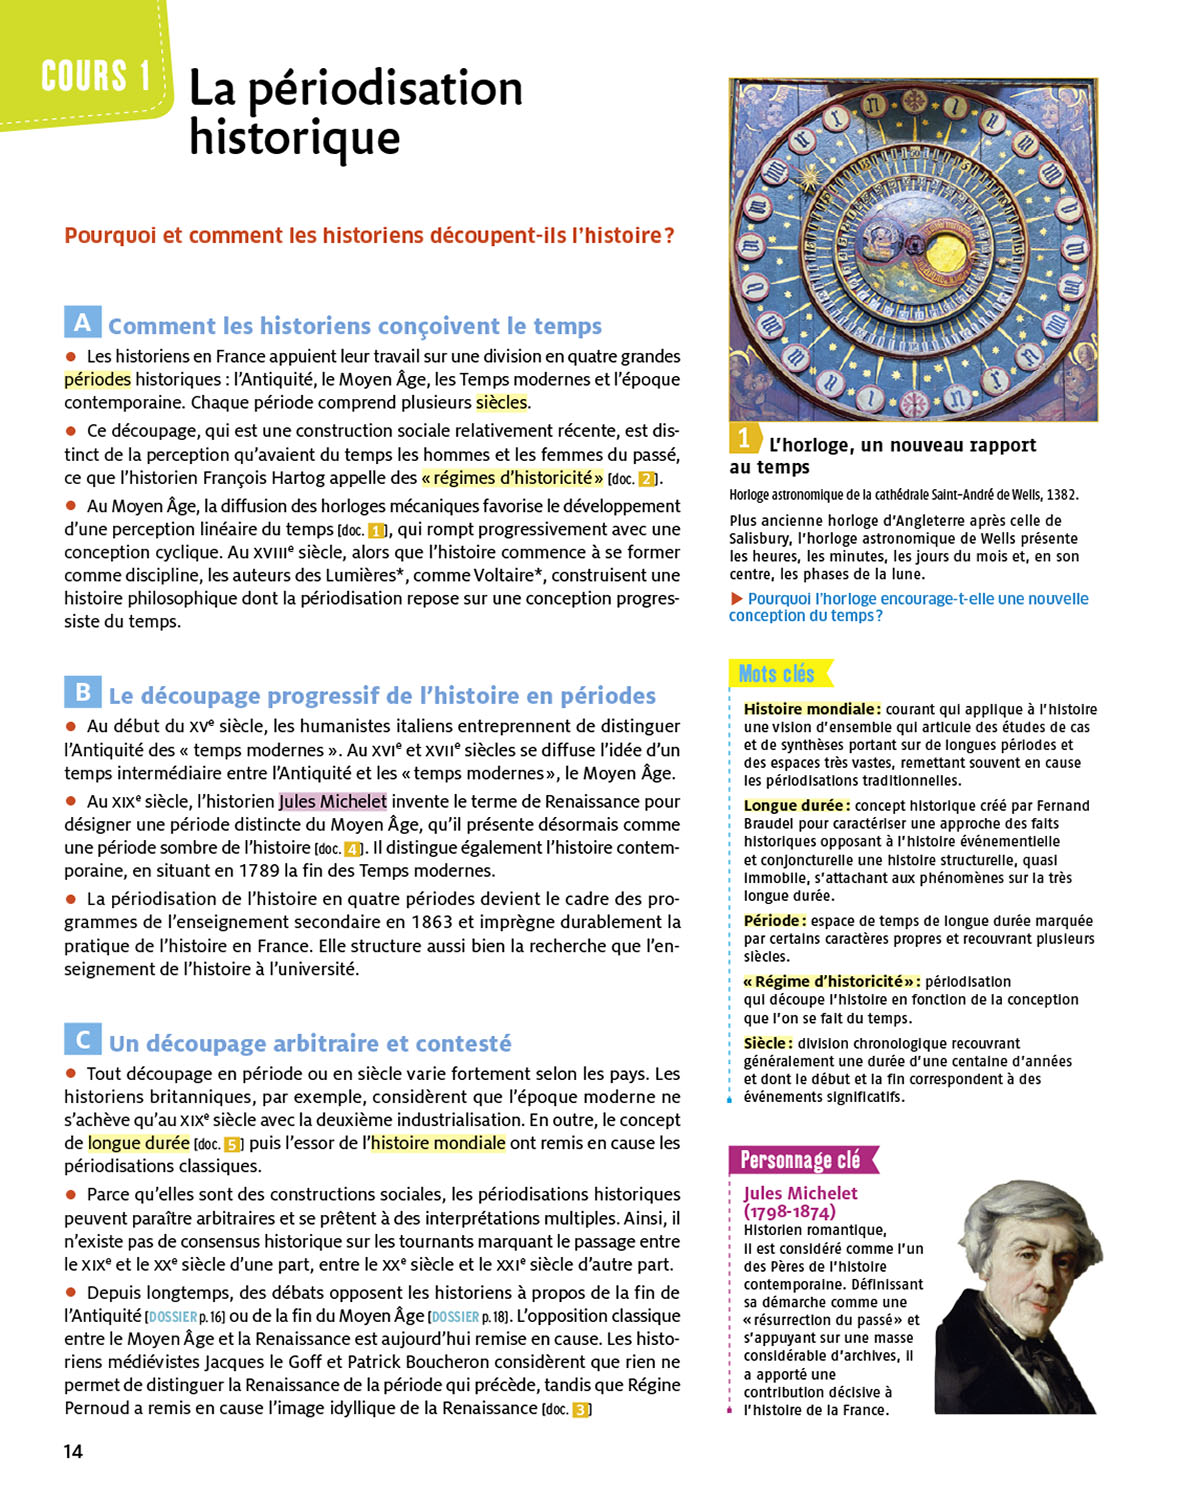 COURS 1
La périodisation
historique
Pourquoi et comment les historiens découpent-ils l’histoire ?
A Comment les historiens conçoivent le temps
● Les historiens en France appuient leur travail sur une division en quatre grandes
périodes historiques : l’Antiquité, le Moyen Âge, les Temps modernes et l’époque
contemporaine. Chaque période comprend plusieurs siècles.
● Ce découpage, qui est une construction sociale relativement récente, est dis-
tinct de la perception qu’avaient du temps les hommes et les femmes du passé,
ce que l’historien François Hartog appelle des « régimes d’historicité » [doc. 2].
● Au Moyen Âge, la diffusion des horloges mécaniques favorise le développement
d’une perception linéaire du temps [doc. 1], qui rompt progressivement avec une
conception cyclique. Au XVIIIe siècle, alors que l’histoire commence à se former
comme discipline, les auteurs des Lumières*, comme Voltaire*, construisent une
histoire philosophique dont la périodisation repose sur une conception progres-
siste du temps.
B Le découpage progressif de l’histoire en périodes
● Au début du XVe siècle, les humanistes italiens entreprennent de distinguer
l’Antiquité des « temps modernes ». Au XVIe et XVIIe siècles se diffuse l’idée d’un
temps intermédiaire entre l’Antiquité et les « temps modernes », le Moyen Âge.
● Au XIXe siècle, l’historien Jules Michelet invente le terme de Renaissance pour
désigner une période distincte du Moyen Âge, qu’il présente désormais comme
une période sombre de l’histoire [doc. 4]. Il distingue également l’histoire contem-
poraine, en situant en 1789 la fin des Temps modernes.
● La périodisation de l’histoire en quatre périodes devient le cadre des pro-
grammes de l’enseignement secondaire en 1863 et imprègne durablement la
pratique de l’histoire en France. Elle structure aussi bien la recherche que l’en-
seignement de l’histoire à l’université.
C Un découpage arbitraire et contesté
● Tout découpage en période ou en siècle varie fortement selon les pays. Les
historiens britanniques, par exemple, considèrent que l’époque moderne ne
s’achève qu’au XIXe siècle avec la deuxième industrialisation. En outre, le concept
de longue durée [doc. 5] puis l’essor de l’histoire mondiale ont remis en cause les
périodisations classiques.
● Parce qu’elles sont des constructions sociales, les périodisations historiques
peuvent paraître arbitraires et se prêtent à des interprétations multiples. Ainsi, il
n’existe pas de consensus historique sur les tournants marquant le passage entre
le XIXe et le XXe siècle d’une part, entre le XXe siècle et le XXIe siècle d’autre part.
● Depuis longtemps, des débats opposent les historiens à propos de la fin de
l’Antiquité [DOSSIER p. 16] ou de la fin du Moyen Âge [DOSSIER p. 18]. L’opposition classique
entre le Moyen Âge et la Renaissance est aujourd’hui remise en cause. Les histo-
riens médiévistes Jacques le Goff et Patrick Boucheron considèrent que rien ne
permet de distinguer la Renaissance de la période qui précède, tandis que Régine
Pernoud a remis en cause l’image idyllique de la Renaissance [doc. 3]
14
1 L’horloge, un nouveau rapport
au temps
Horloge astronomique de la cathédrale Saint-André de Wells, 1382.
Plus ancienne horloge d’Angleterre après celle de
Salisbury, l’horloge astronomique de Wells présente
les heures, les minutes, les jours du mois et, en son
centre, les phases de la lune.
▶ Pourquoi l’horloge encourage-t-elle une nouvelle
conception du temps ?
Mots clés
Histoire mondiale : courant qui applique à l’histoire
une vision d’ensemble qui articule des études de cas
et de synthèses portant sur de longues périodes et
des espaces très vastes, remettant souvent en cause
les périodisations traditionnelles.
Longue durée : concept historique créé par Fernand
Braudel pour caractériser une approche des faits
historiques opposant à l’histoire événementielle
et conjoncturelle une histoire structurelle, quasi
immobile, s’attachant aux phénomènes sur la très
longue durée.
Période : espace de temps de longue durée marquée
par certains caractères propres et recouvrant plusieurs
siècles.
« Régime d’historicité » : périodisation
qui découpe l’histoire en fonction de la conception
que l’on se fait du temps.
Siècle : division chronologique recouvrant
généralement une durée d’une centaine d’années
et dont le début et la fin correspondent à des
événements significatifs.
Personnage clé
Jules Michelet
(1798-1874)
Historien romantique,
il est considéré comme l’un
des Pères de l’histoire
contemporaine. Définissant
sa démarche comme une
« résurrection du passé » et
s’appuyant sur une masse
considérable d’archives, il
a apporté une
contribution décisive à
l’histoire de la France.